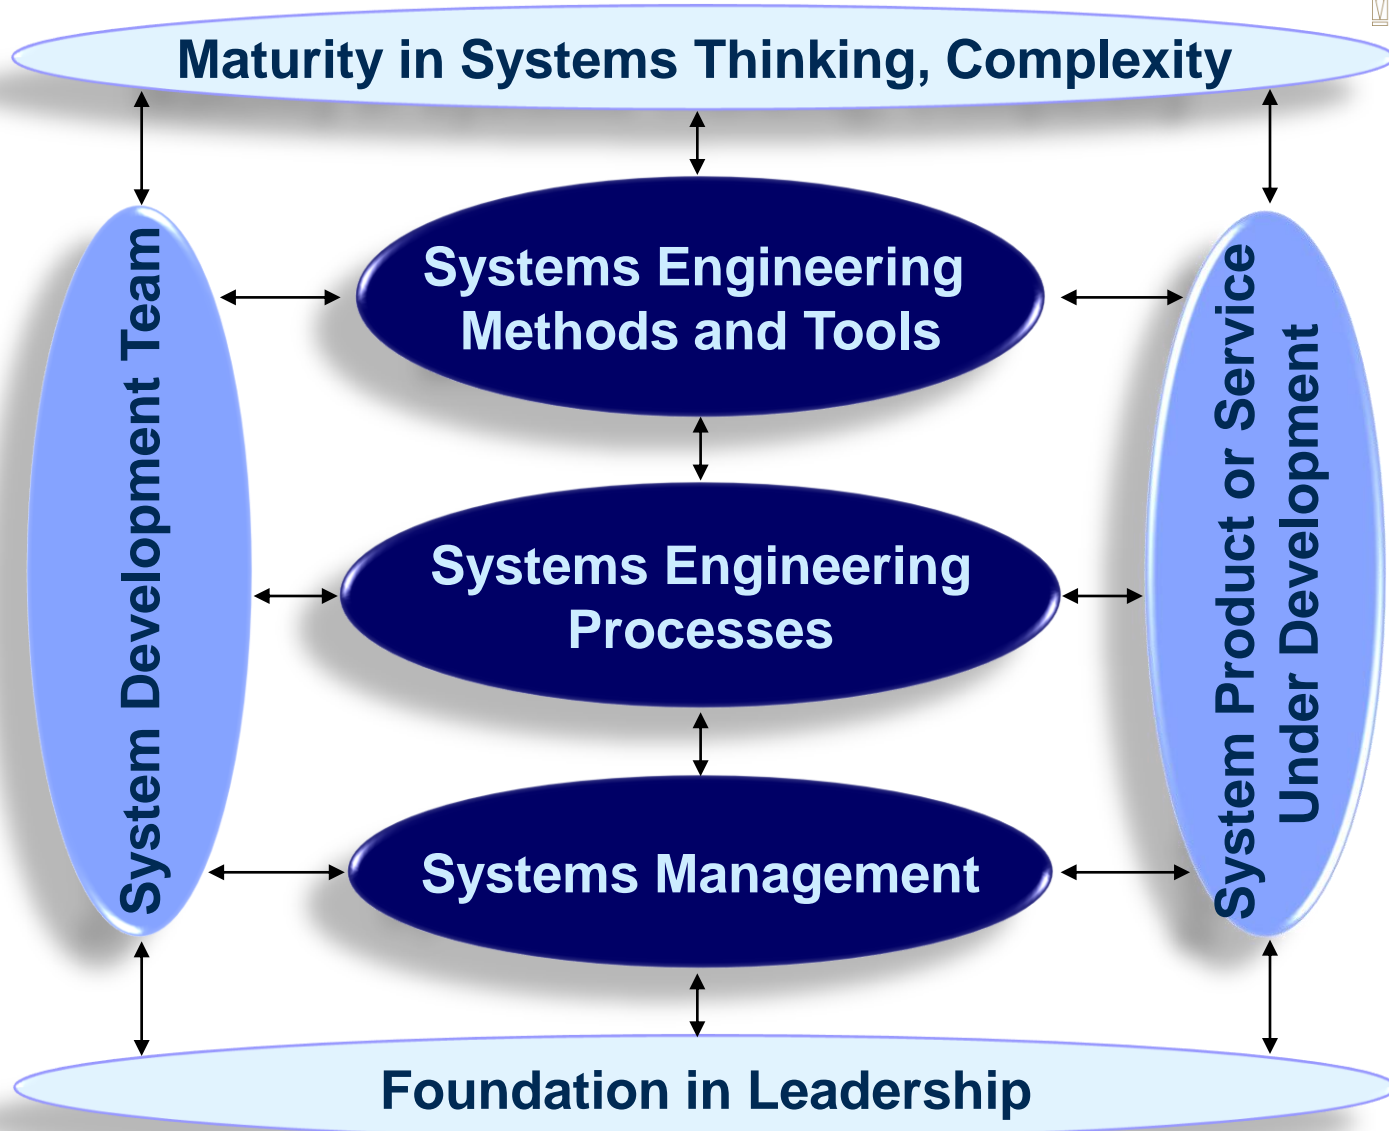 Maturity in Systems Thinking, Complexity
System Development Team
Systems Engineering
Methods and Tools
Systems Engineering
Processes
Systems Management
System Product or Service
Under Development
Foundation in Leadership